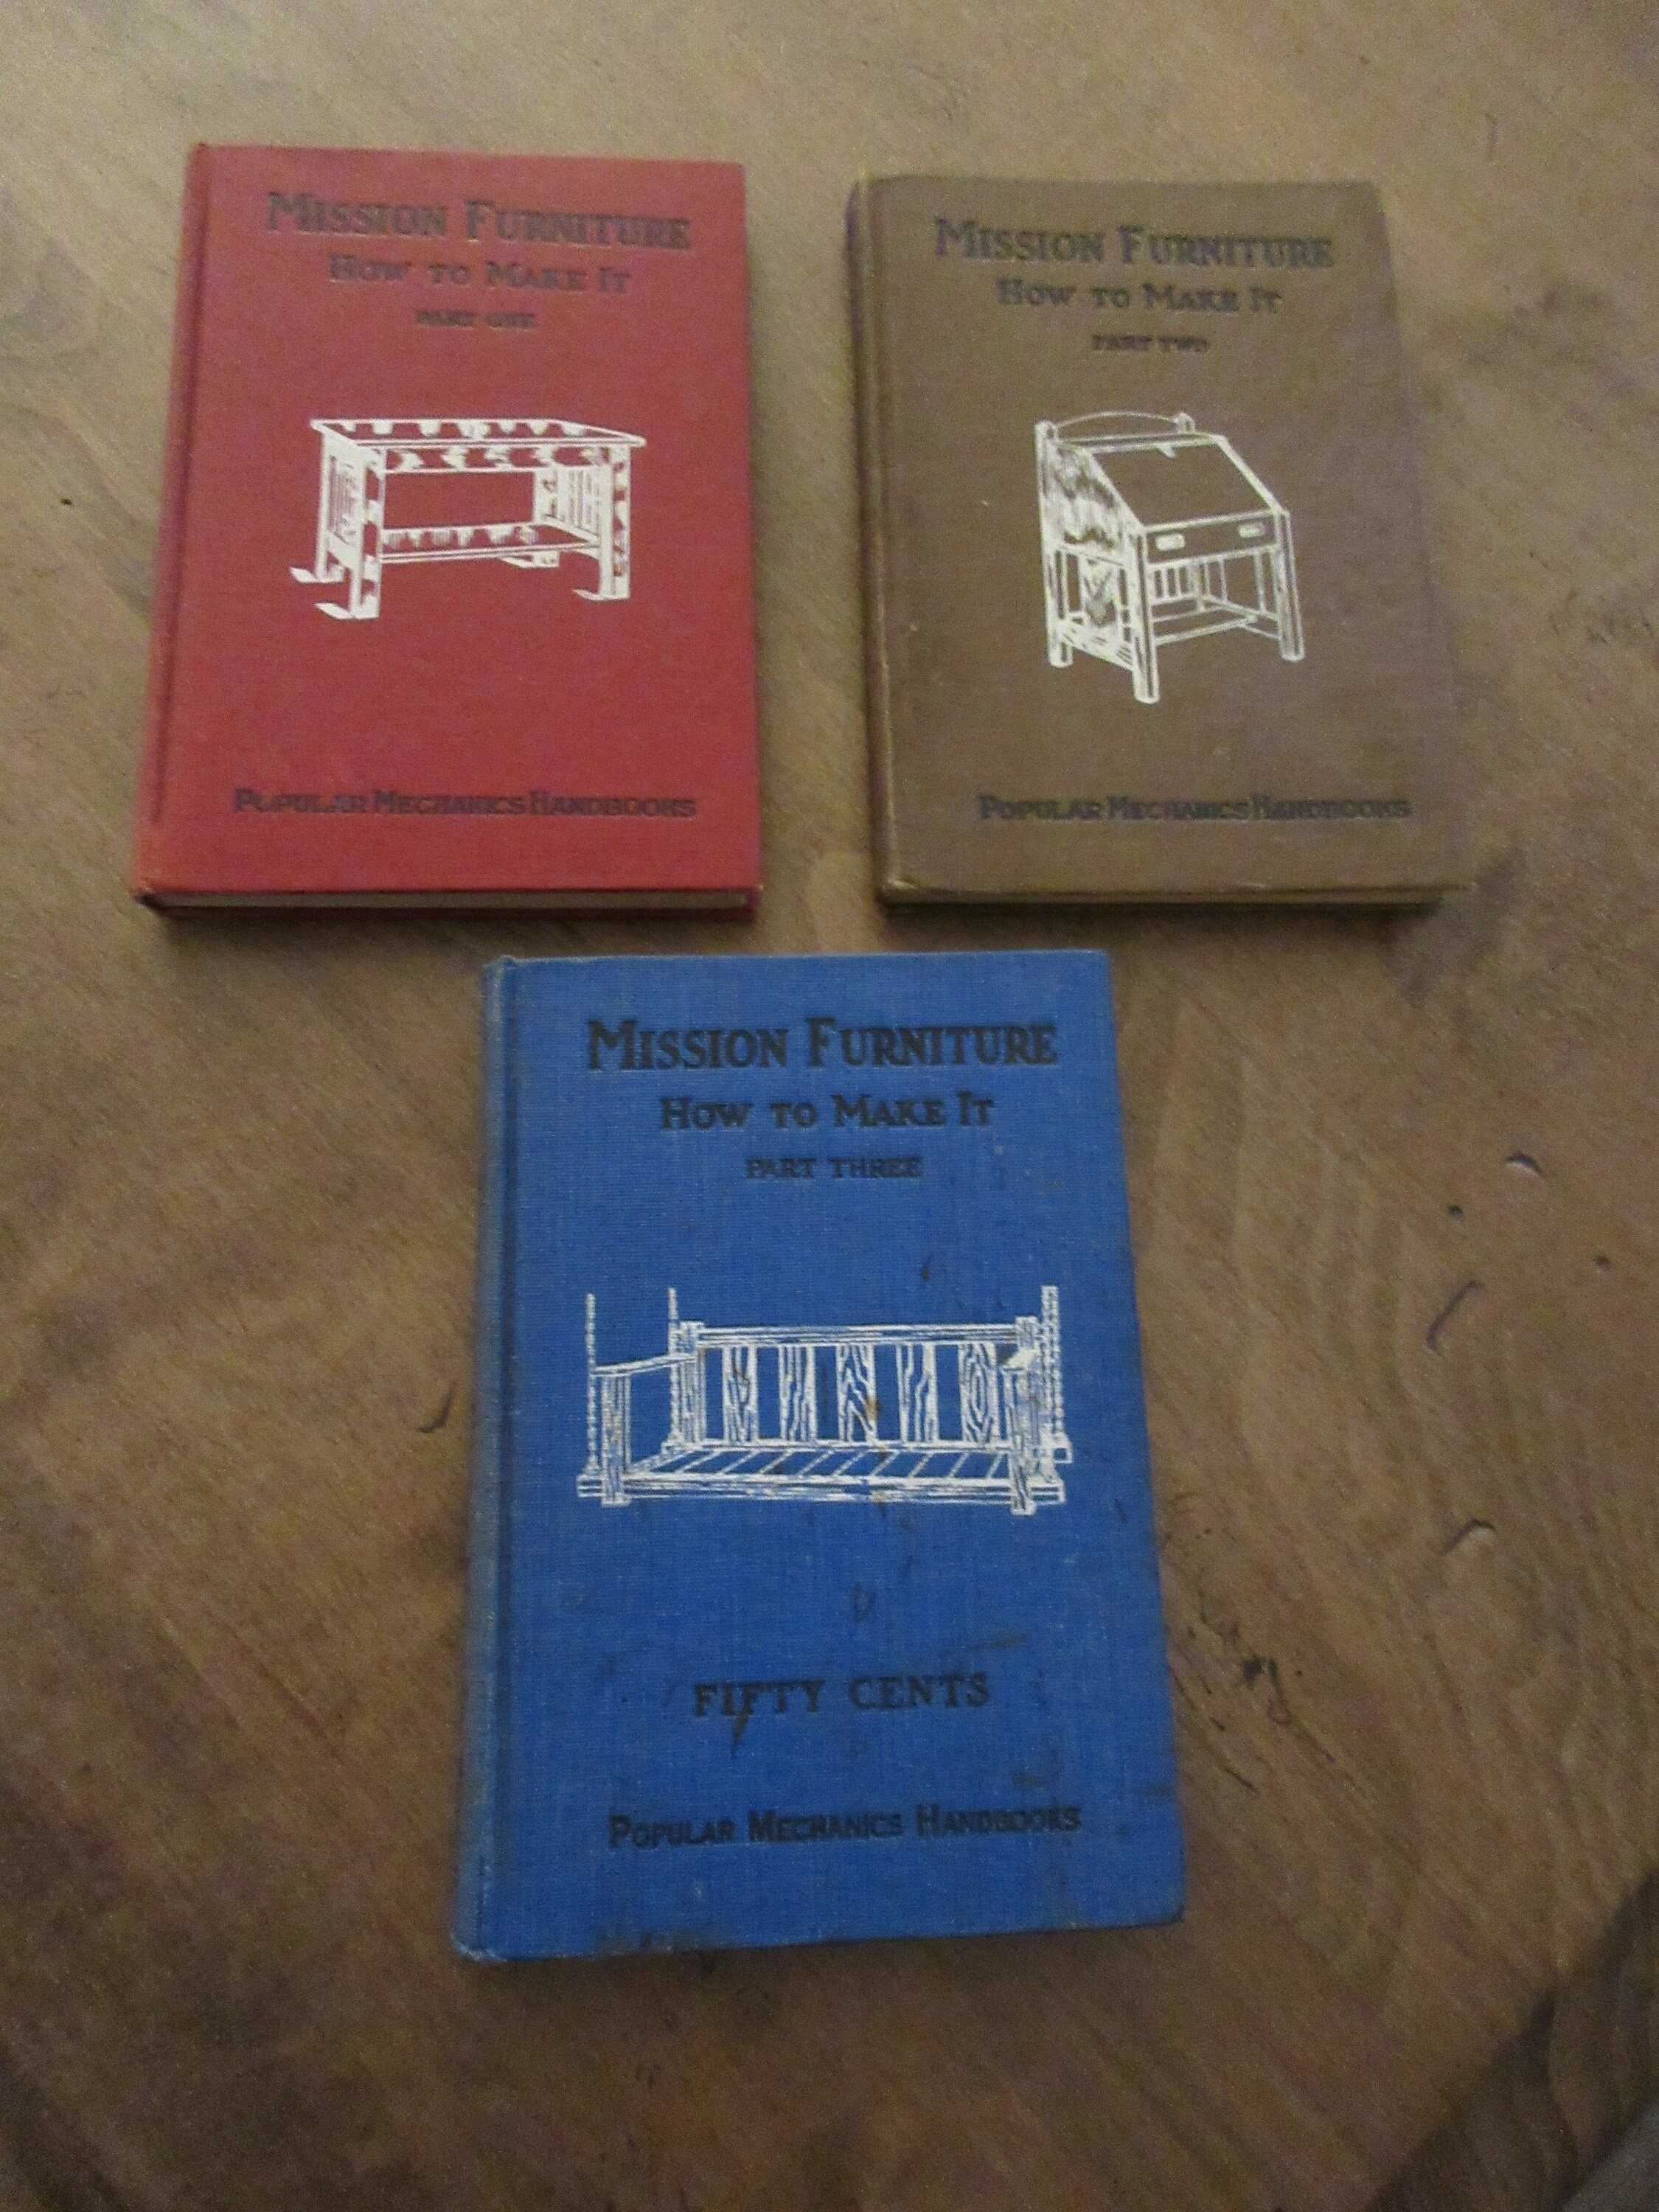 Mission Furniture
How to Make It
PART ONE
Popular Mechanics Handbooks
Mission Furniture
How to Make It
PART TWO
Popular Mechanics Handbooks
Mission Furniture
How to Make It
PART THREE
FIFTY CENTS
Popular Mechanics Handbooks